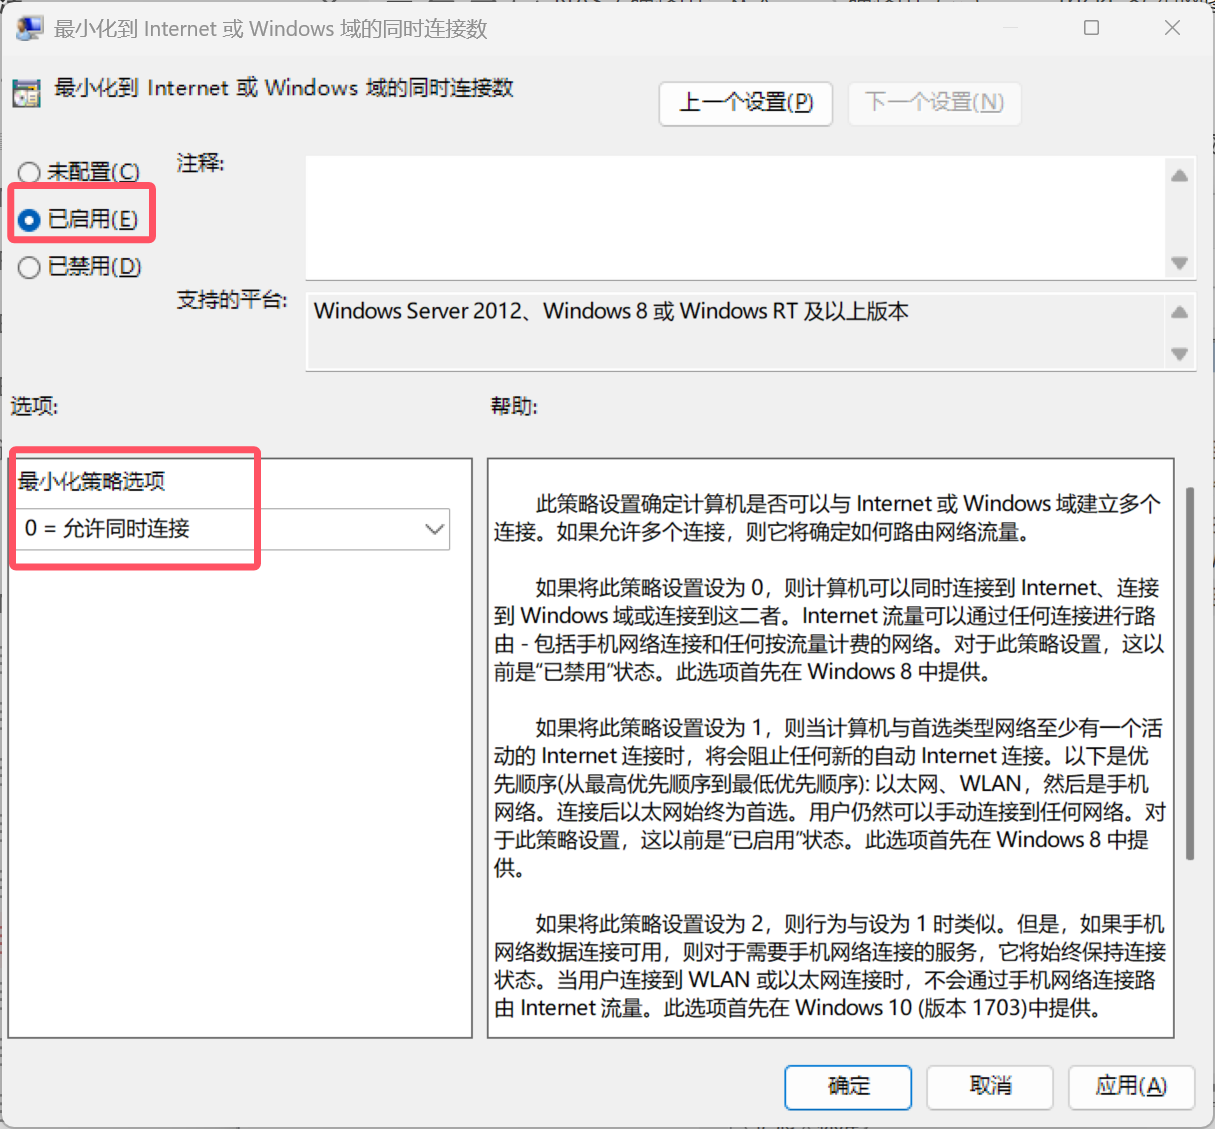 最小化到 Internet 或 Windows 域的同时连接数
最小化到 Internet 或 Windows 域的同时连接数
上一个设置(P)
下一个设置(N)
未配置(C)
注释:
已启用(E)
已禁用(D)
支持的平台:
Windows Server 2012、Windows 8 或 Windows RT 及以上版本
选项:
帮助:
最小化策略选项
0 = 允许同时连接
此策略设置确定计算机是否可以与 Internet 或 Windows 域建立多个
连接。如果允许多个连接，则它将确定如何路由网络流量。
如果将此策略设置设为 0，则计算机可以同时连接到 Internet、连接
到 Windows 域或连接到这二者。Internet 流量可以通过任何连接进行路
由 - 包括手机网络连接和任何按流量计费的网络。对于此策略设置，这以
前是“已禁用”状态。此选项首先在 Windows 8 中提供。
如果将此策略设置设为 1，则当计算机与首选类型网络至少有一个活
动的 Internet 连接时，将会阻止任何新的自动 Internet 连接。以下是优
先顺序(从最高优先顺序到最低优先顺序): 以太网、WLAN，然后是手机
网络。连接后以太网始终为首选。用户仍然可以手动连接到任何网络。对
于此策略设置，这以前是“已启用”状态。此选项首先在 Windows 8 中提
供。
如果将此策略设置设为 2，则行为与设为 1 时类似。但是，如果手机
网络数据连接可用，则对于需要手机网络连接的服务，它将始终保持连接
状态。当用户连接到 WLAN 或以太网连接时，不会通过手机网络连接路
由 Internet 流量。此选项首先在 Windows 10 (版本 1703)中提供。
确定
取消
应用(A)